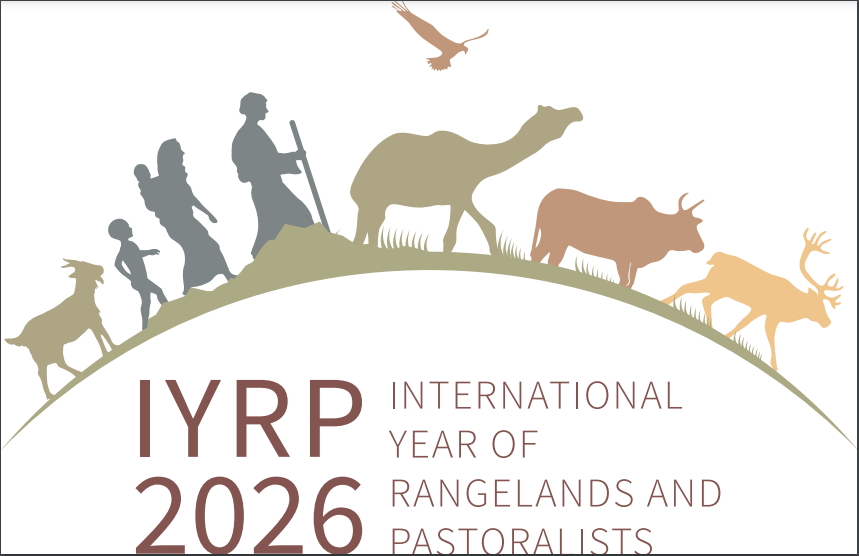 IYRP
2026
INTERNATIONAL
YEAR OF
RANGELANDS AND
PASTORALISTS